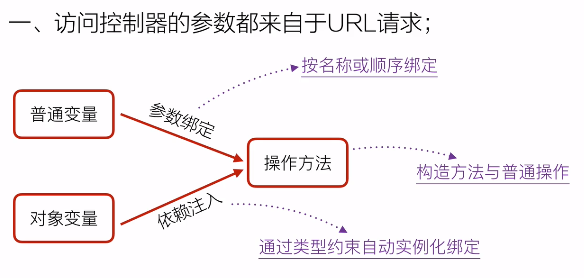 一、访问控制器的参数都来自于URL请求；
按名称或顺序绑定
普通变量
参数绑定
操作方法
构造方法与普通操作
对象变量
依赖注入
通过类型约束自动实例化绑定